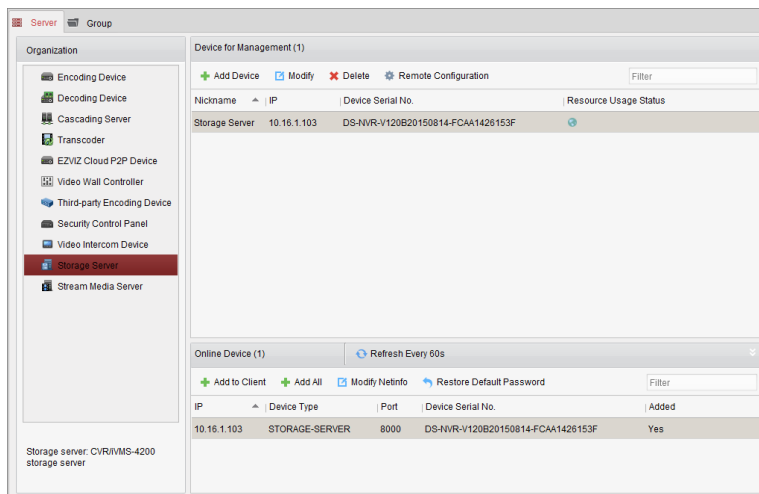 Server Group
Organization
Encoding Device
Decoding Device
Cascading Server
Transcoder
EZVIZ Cloud P2P Device
Video Wall Controller
Third-party Encoding Device
Security Control Panel
Video Intercom Device
Storage Server
Stream Media Server
Storage server: CVR/iVMS-4200
storage server
Device for Management (1)
Add Device Modify Delete Remote Configuration Filter
Nickname IP Device Serial No. Resource Usage Status
Storage Server 10.16.1.103 DS-NVR-V120B20150814-FCAA1426153F
Online Device (1) Refresh Every 60s
Add to Client Add All Modify Netinfo Restore Default Password Filter
IP Device Type Port Device Serial No. Added
10.16.1.103 STORAGE-SERVER 8000 DS-NVR-V120B20150814-FCAA1426153F Yes